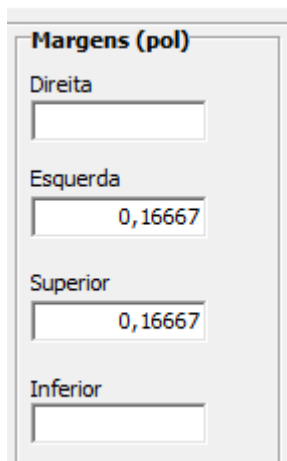 Margens (pol)
Direita
Esquerda
0,16667
Superior
0,16667
Inferior